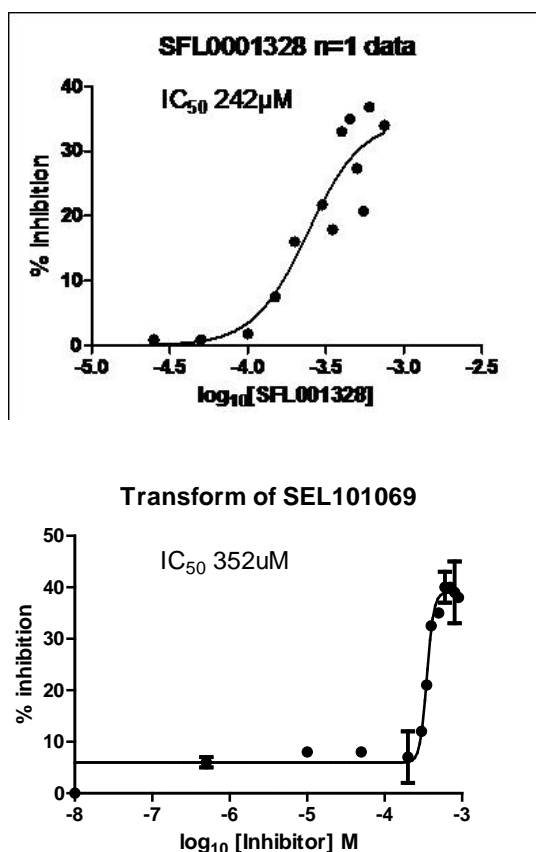 SFL0001328 n=1 data
IC50 242µM
40
30
20
10
0
% Inhibition
-5.0 -4.5 -4.0 -3.5 -3.0 -2.5
log10[SFL001328]
Transform of SEL101069
IC50 352uM
50
40
30
20
10
0
% inhibition
-8 -7 -6 -5 -4 -3
log10 [Inhibitor] M